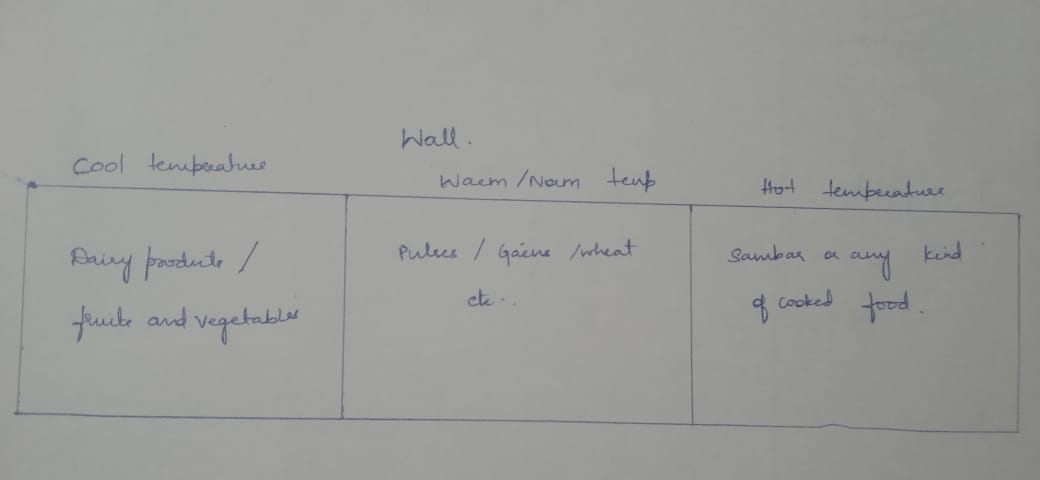 Wall.
Cool temperature
Warm/Norm temp
Hot temperature
Dairy products /
fruits and vegetables
Pulses / Gains /wheat
etc..
Sambar or any kind
of cooked food.